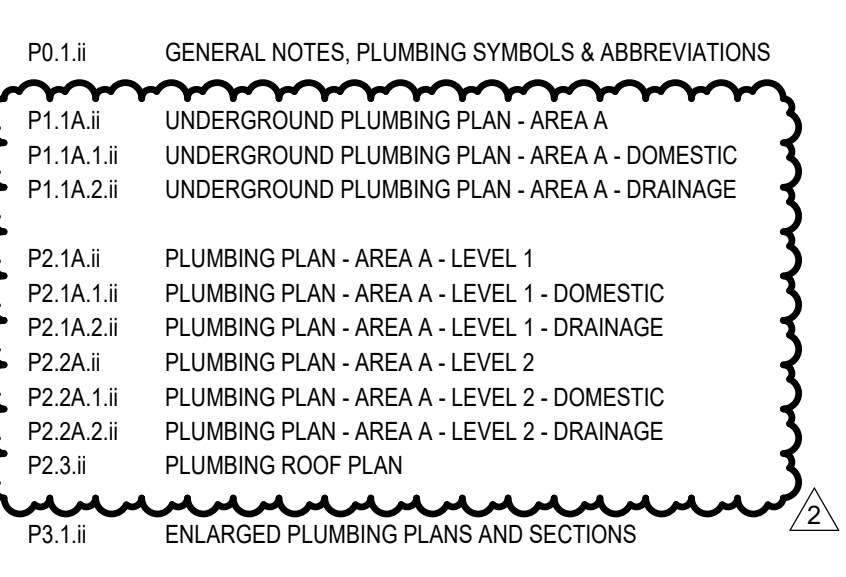 P0.1.ii GENERAL NOTES, PLUMBING SYMBOLS & ABBREVIATIONS
P1.1A.ii UNDERGROUND PLUMBING PLAN - AREA A
P1.1A.1.ii UNDERGROUND PLUMBING PLAN - AREA A - DOMESTIC
P1.1A.2.ii UNDERGROUND PLUMBING PLAN - AREA A - DRAINAGE
P2.1A.ii PLUMBING PLAN - AREA A - LEVEL 1
P2.1A.1.ii PLUMBING PLAN - AREA A - LEVEL 1 - DOMESTIC
P2.1A.2.ii PLUMBING PLAN - AREA A - LEVEL 1 - DRAINAGE
P2.2A.ii PLUMBING PLAN - AREA A - LEVEL 2
P2.2A.1.ii PLUMBING PLAN - AREA A - LEVEL 2 - DOMESTIC
P2.2A.2.ii PLUMBING PLAN - AREA A - LEVEL 2 - DRAINAGE
P2.3.ii PLUMBING ROOF PLAN
2
P3.1.ii ENLARGED PLUMBING PLANS AND SECTIONS